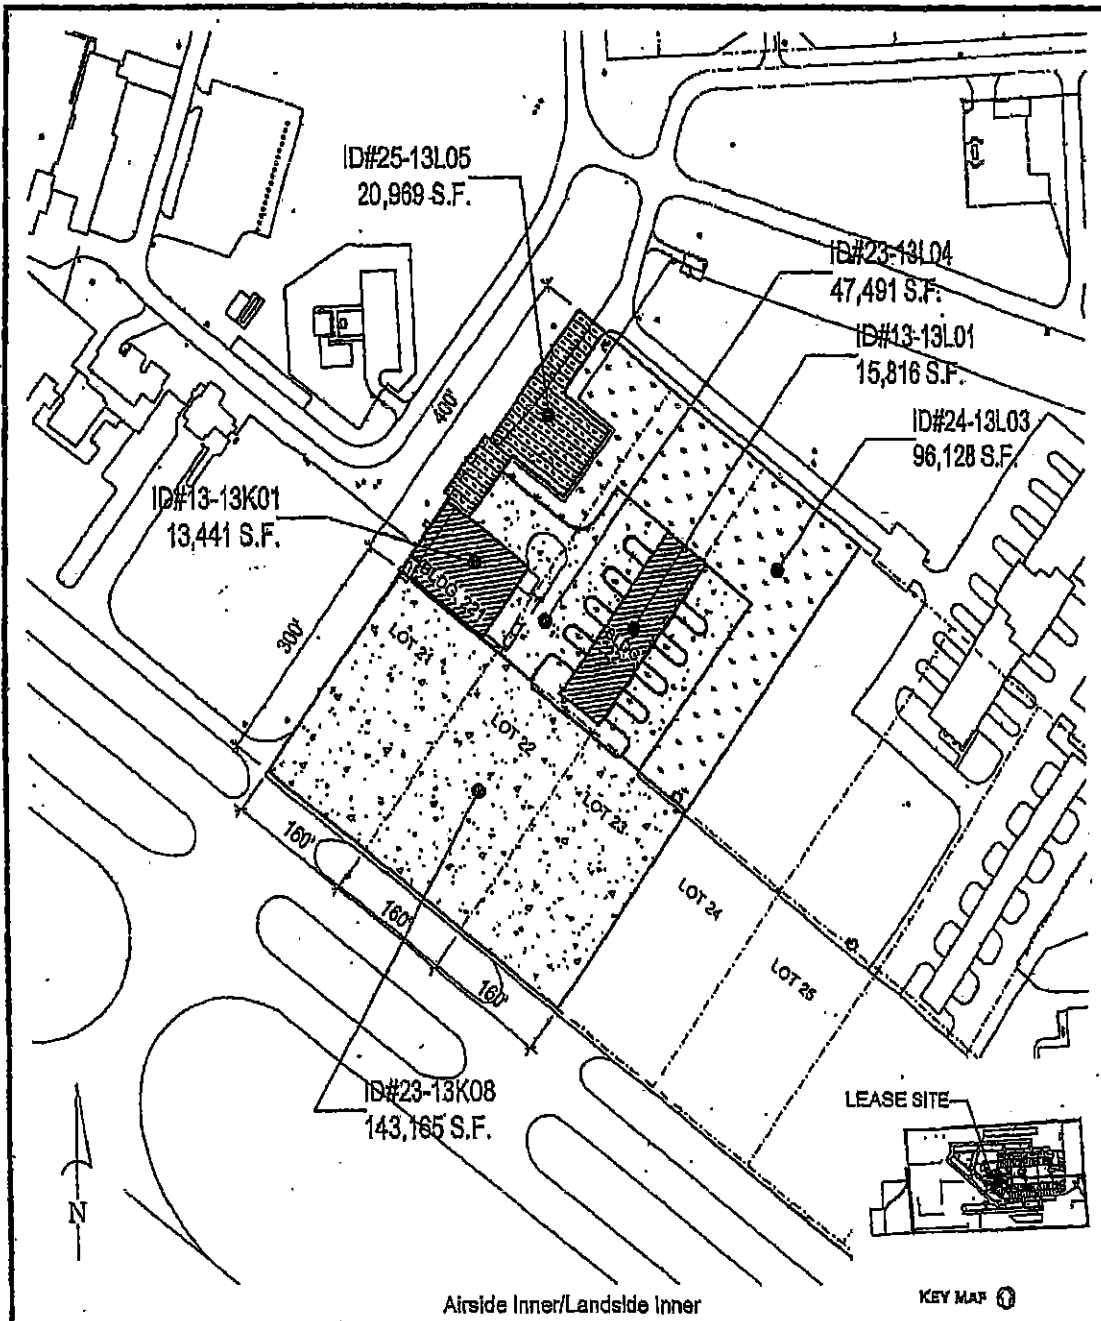 ID#25-13L05
20,969 S.F.
ID#23-13L04
47,491 S.F.
ID#13-13L01
15,816 S.F.
ID#24-13L03
96,128 S.F.
400'
ID#13-13K01
13,441 S.F.
BLDG. 221
300'
LOT 21
LOT 22
LOT 23
LOT 24
LOT 25
160'
160'
160'
ID#23-13K08
143,165 S.F.
LEASE SITE
N
Airside Inner/Landside Inner
KEY MAP